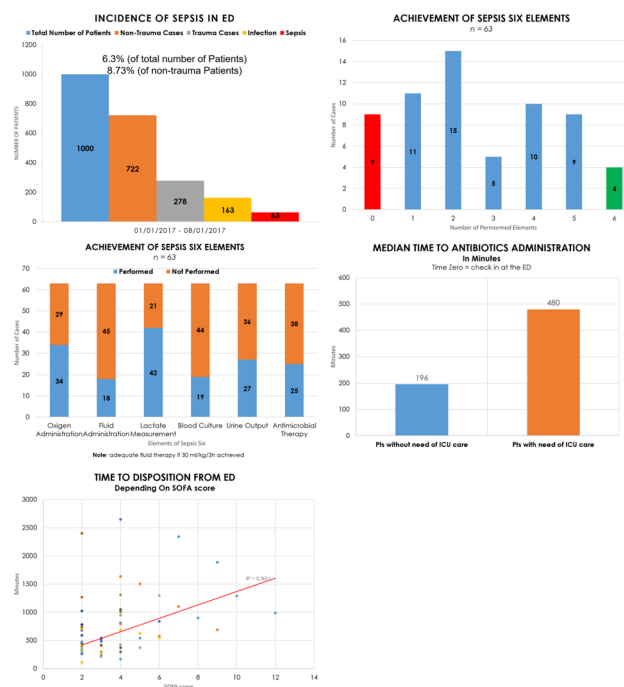 INCIDENCE OF SEPSIS IN ED
Total Number of Patients Non-Trauma Cases Trauma Cases Infection Sepsis
6.3% (of total number of Patients)
8.73% (of non-trauma Patients)
NUMBER OF PATIENTS
1200
1000
800
600
400
200
0
1000
722
278
163
63
01/01/2017 - 08/01/2017
ACHIEVEMENT OF SEPSIS SIX ELEMENTS
n = 63
Number of Cases
16
14
12
10
8
6
4
2
0
9
11
15
5
10
9
4
0 1 2 3 4 5 6
Number of Permormed Elements
ACHIEVEMENT OF SEPSIS SIX ELEMENTS
n = 63
Performed Not Performed
Number of Cases
70
60
50
40
30
20
10
0
29 45 21 44 36 38
34 18 42 19 27 25
Oxigen Fluid Lactate Blood Culture Urine Output Antimicrobial
Administration Administration Measurement Therapy
Elements of Sepsis Six
Note: adequate fluid therapy if 30 ml/kg/3h achieved
MEDIAN TIME TO ANTIBIOTICS ADMINISTRATION
In Minutes
Time Zero = check in at the ED
Minutes
600
500
400
300
200
100
0
196
480
Pts without need of ICU care Pts with need of ICU care
TIME TO DISPOSITION FROM ED
Depending On SOFA score
Minutes
3000
2500
2000
1500
1000
500
0
R² =
0 2 4 6 8 10 12 14
SOFA score